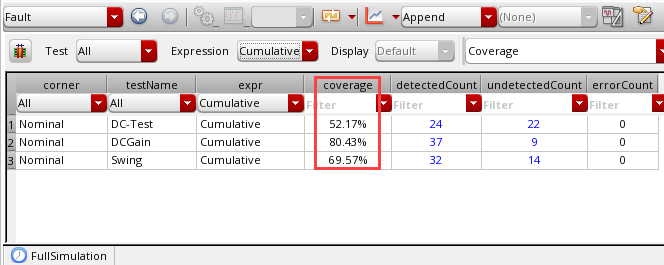 Fault Append (None)
Test All Expression Cumulative Display Default Coverage
corner testName expr coverage detectedCount undetectedCount errorCount
All All Cumulative Filter Filter Filter Filter
1 Nominal DC-Test Cumulative 52.17% 24 22 0
2 Nominal DCGain Cumulative 80.43% 37 9 0
3 Nominal Swing Cumulative 69.57% 32 14 0
FullSimulation